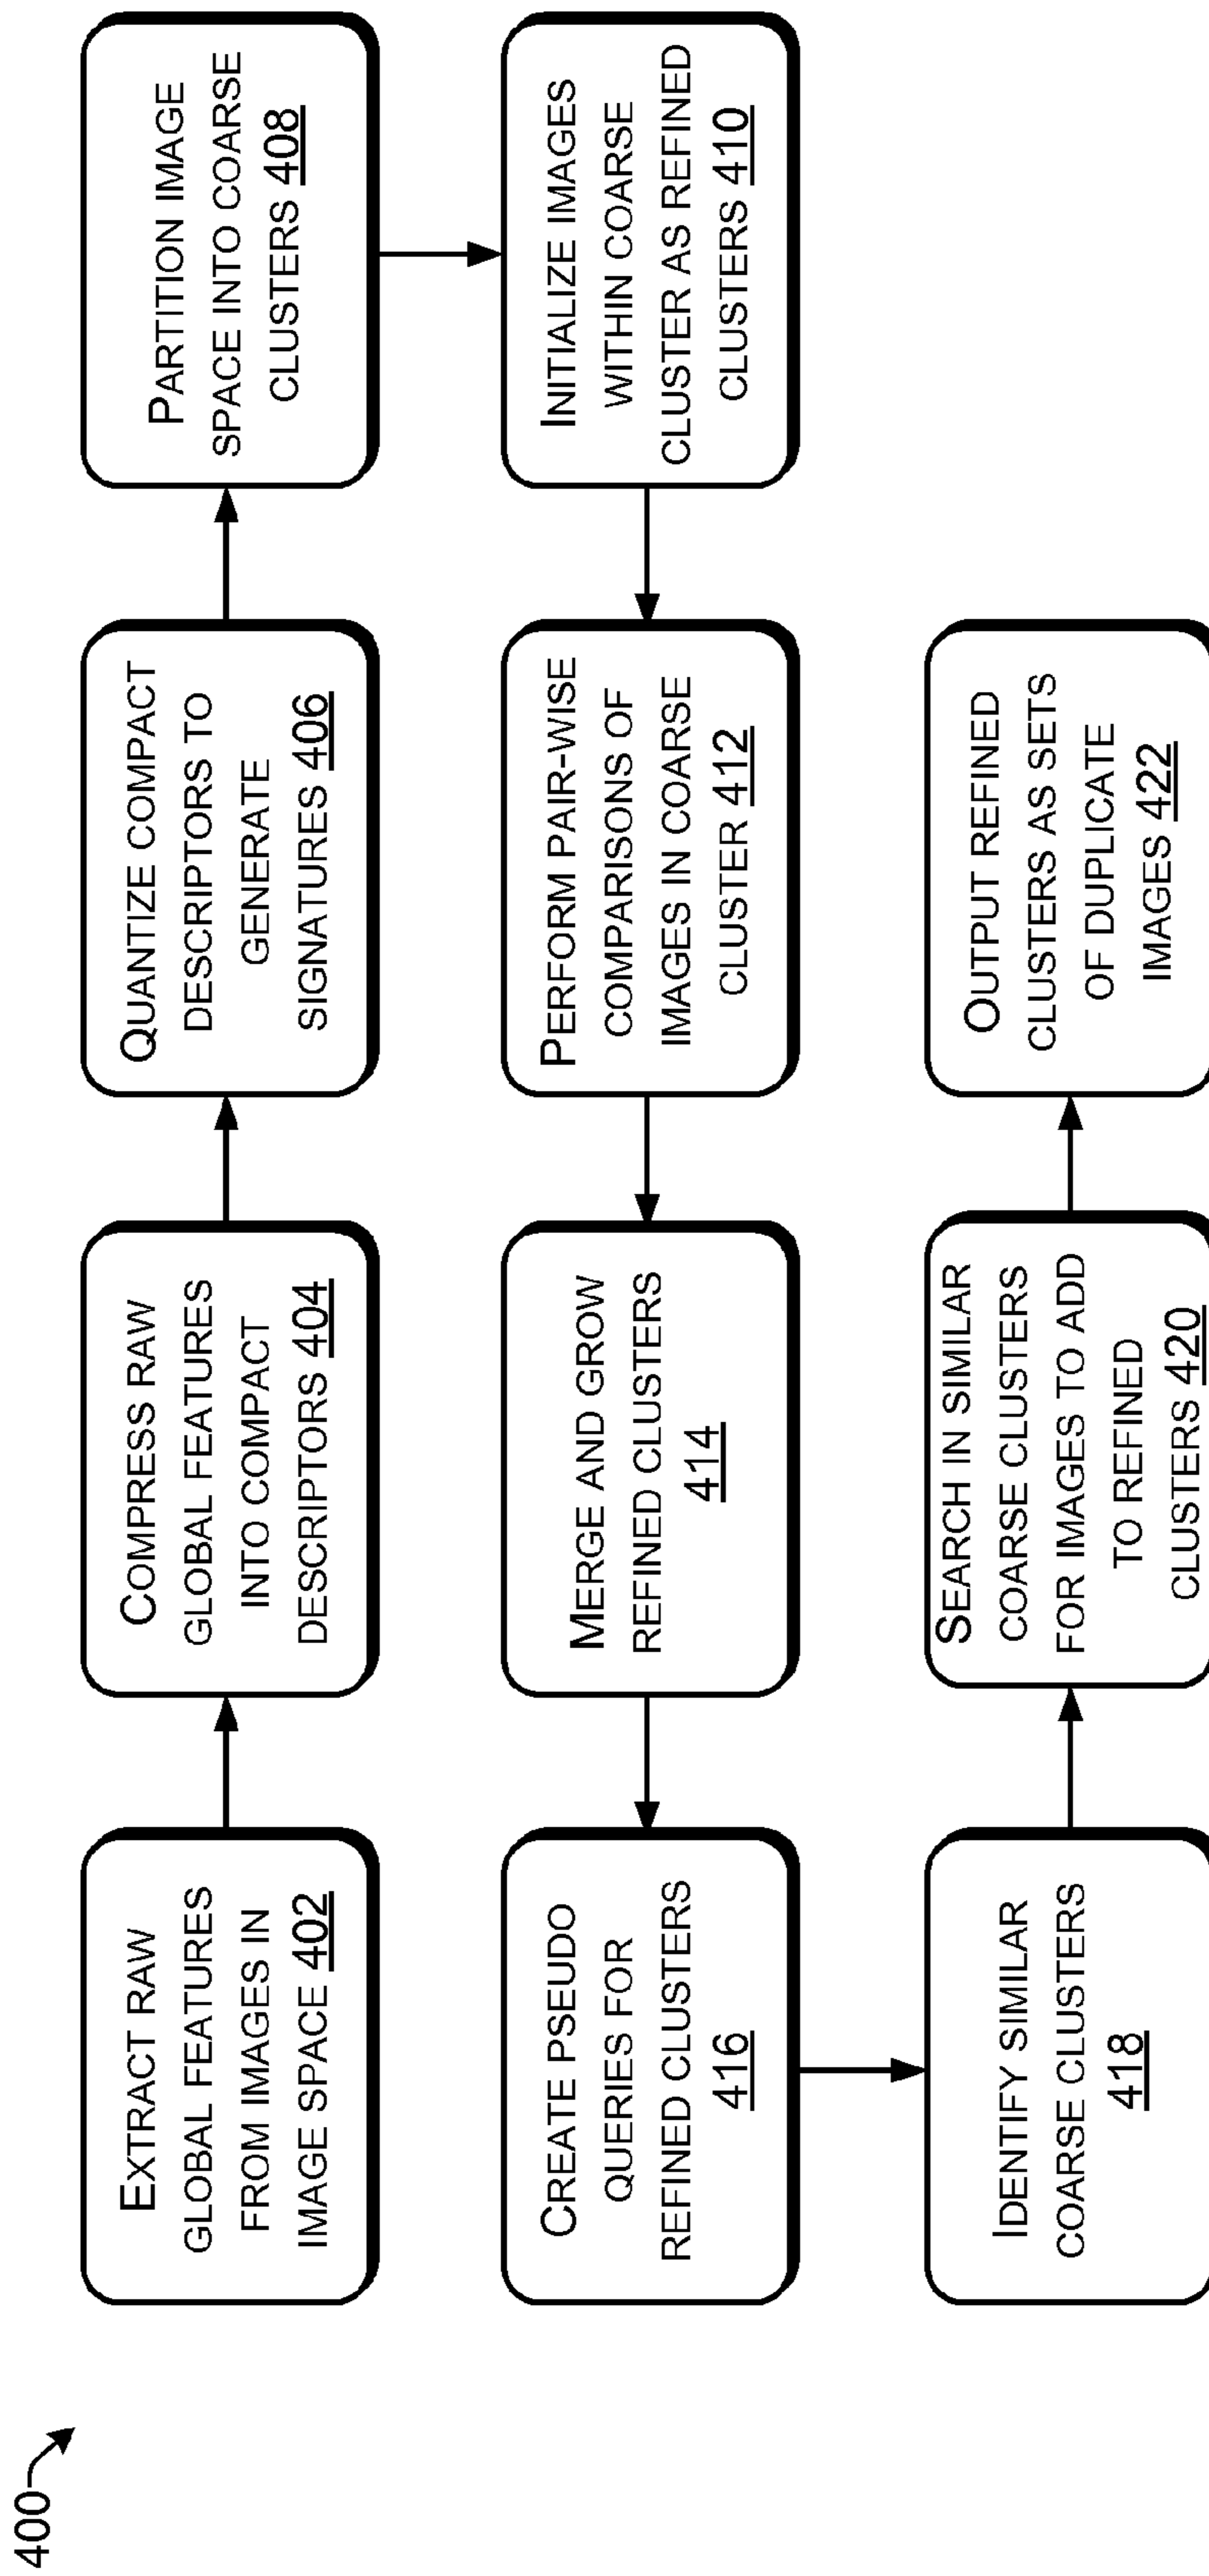 400
EXTRACT RAW
GLOBAL FEATURES
FROM IMAGES IN
IMAGE SPACE 402
COMPRESS RAW
GLOBAL FEATURES
INTO COMPACT
DESCRIPTORS 404
QUANTIZE COMPACT
DESCRIPTORS TO
GENERATE
SIGNATURES 406
PARTITION IMAGE
SPACE INTO COARSE
CLUSTERS 408
INITIALIZE IMAGES
WITHIN COARSE
CLUSTER AS REFINED
CLUSTERS 410
PERFORM PAIR-WISE
COMPARISONS OF
IMAGES IN COARSE
CLUSTER 412
MERGE AND GROW
REFINED CLUSTERS
414
CREATE PSEUDO
QUERIES FOR
REFINED CLUSTERS
416
IDENTIFY SIMILAR
COARSE CLUSTERS
418
SEARCH IN SIMILAR
COARSE CLUSTERS
FOR IMAGES TO ADD
TO REFINED
CLUSTERS 420
OUTPUT REFINED
CLUSTERS AS SETS
OF DUPLICATE
IMAGES 422